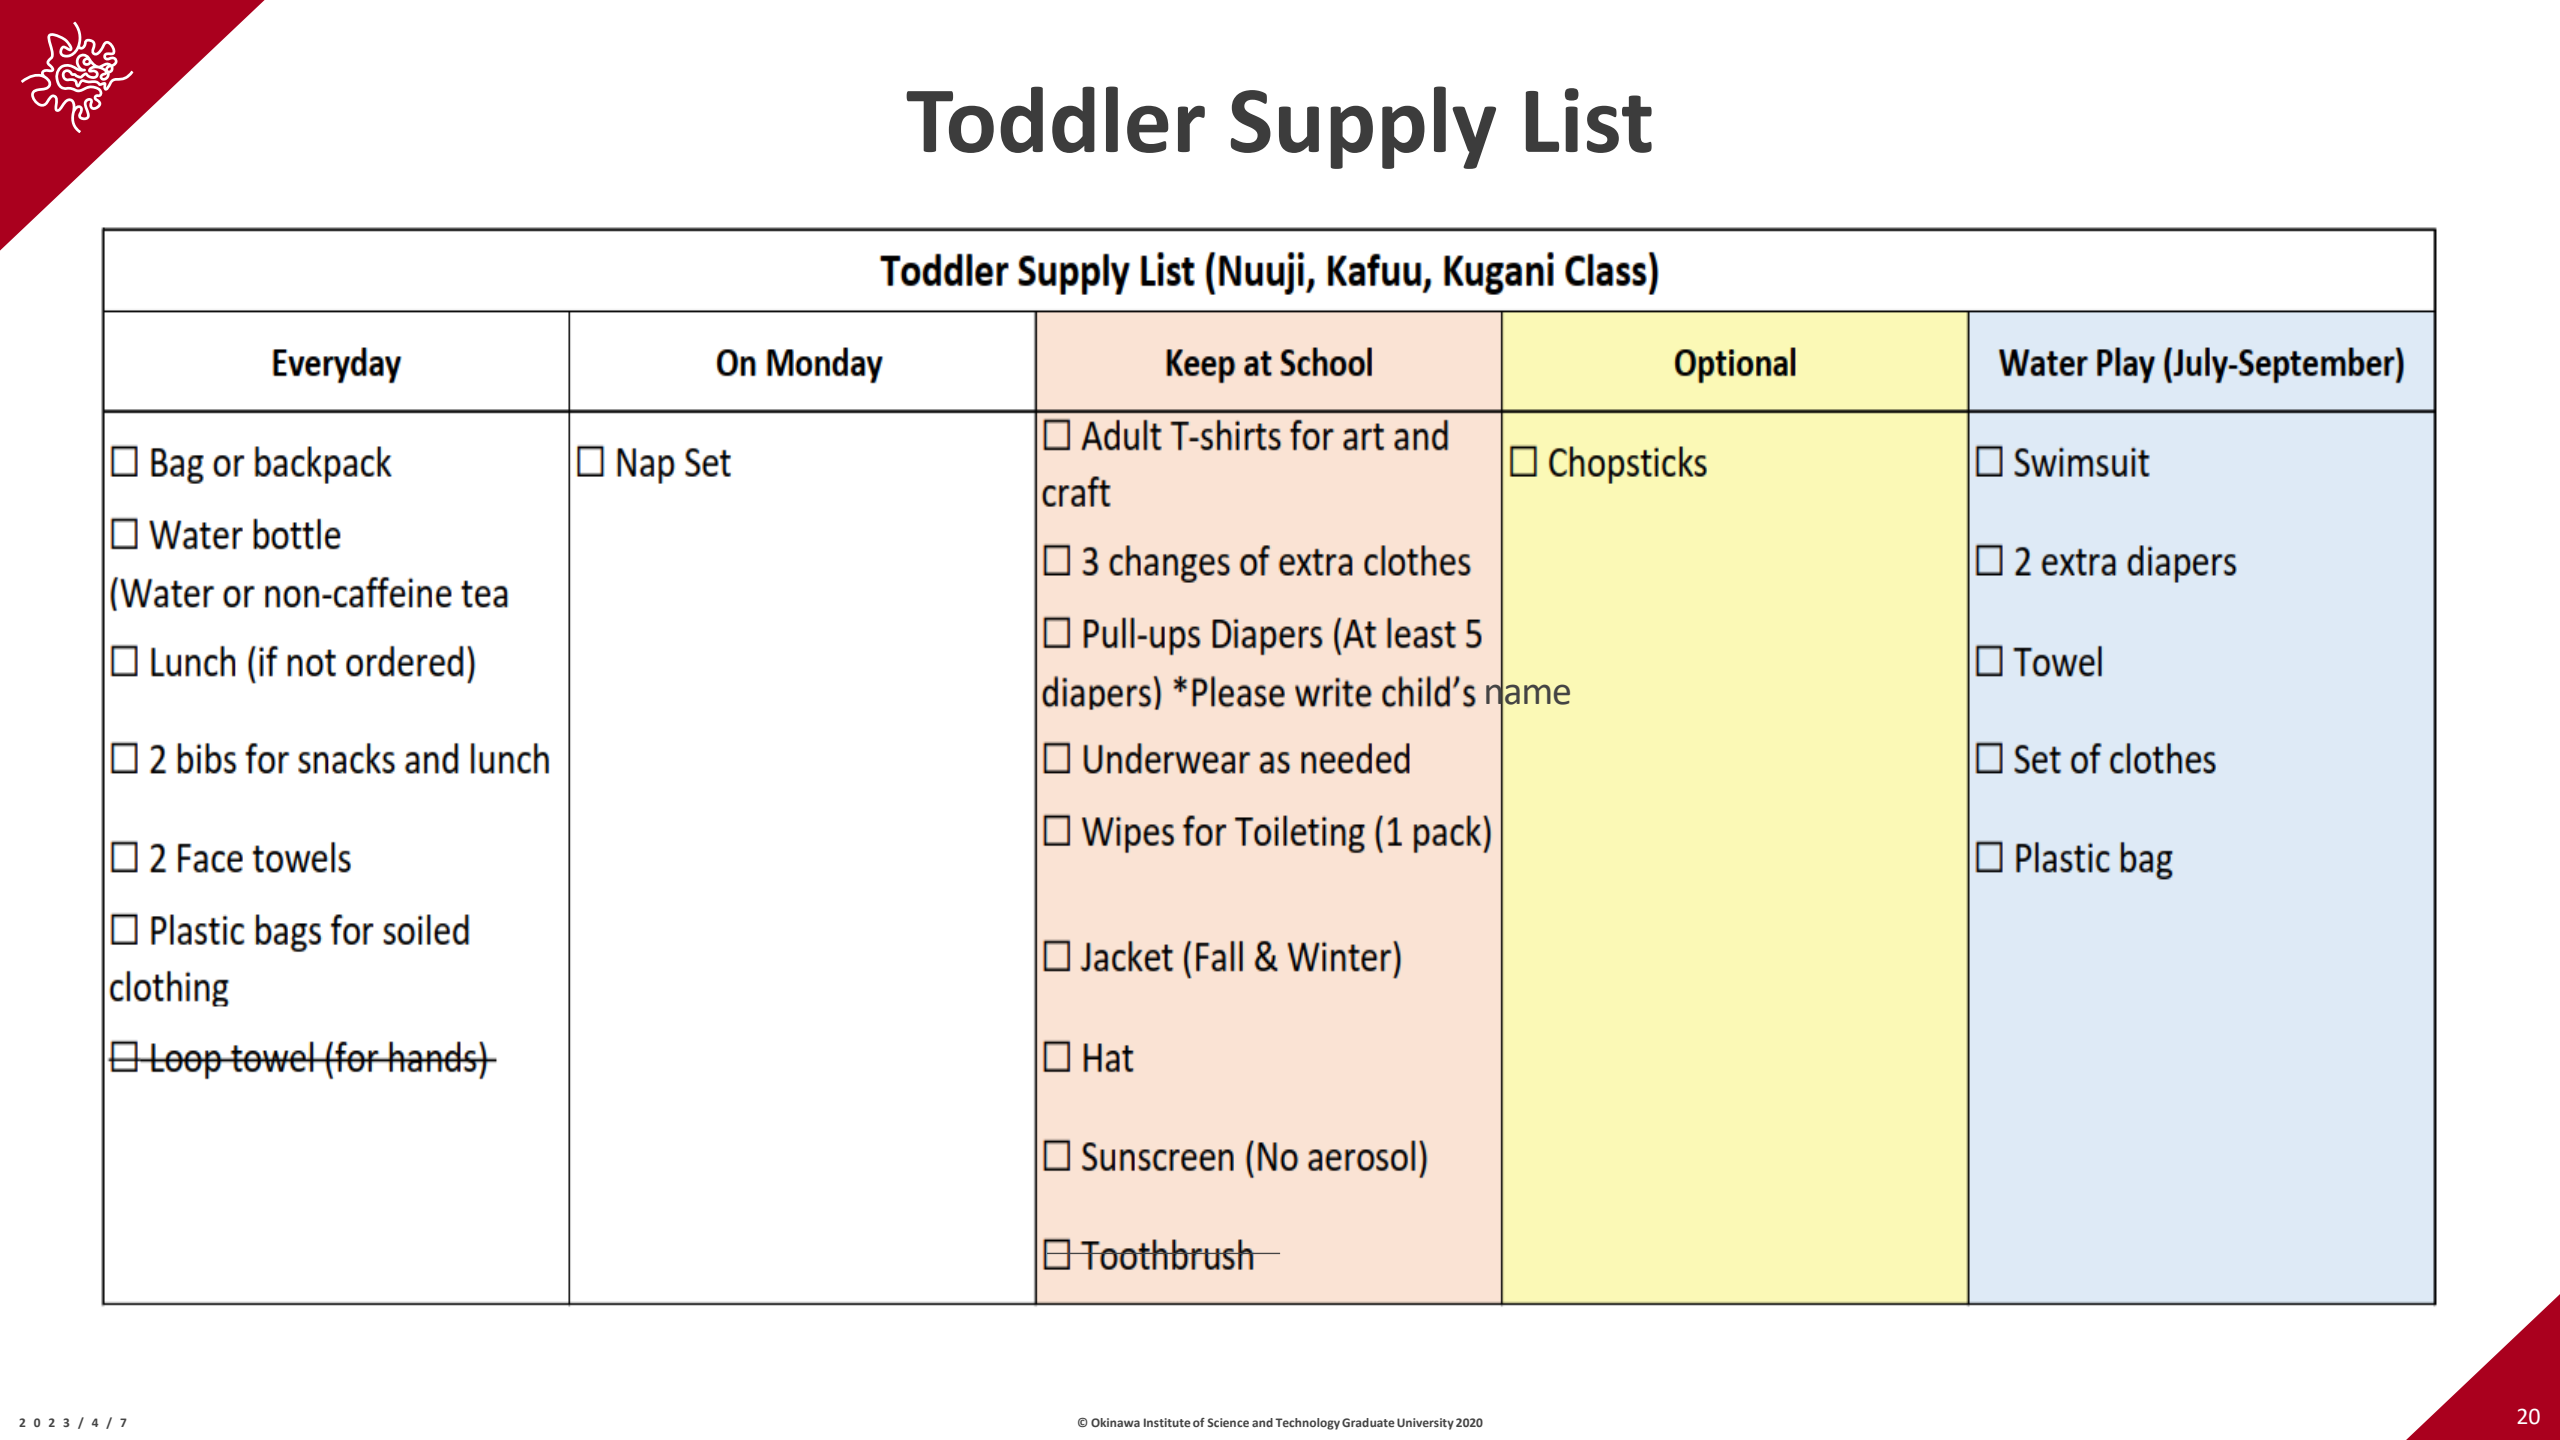 Toddler Supply List
Toddler Supply List (Nuuji, Kafuu, Kugani Class)
Everyday
On Monday
Keep at School
Optional
Water Play (July-September)
☐ Bag or backpack
☐ Water bottle
(Water or non-caffeine tea
☐ Lunch (if not ordered)
☐ 2 bibs for snacks and lunch
☐ 2 Face towels
☐ Plastic bags for soiled
clothing
☐ Loop towel (for hands)
☐ Nap Set
☐ Adult T-shirts for art and
craft
☐ 3 changes of extra clothes
☐ Pull-ups Diapers (At least 5
diapers) *Please write child’s name
☐ Underwear as needed
☐ Wipes for Toileting (1 pack)
☐ Jacket (Fall & Winter)
☐ Hat
☐ Sunscreen (No aerosol)
☐ Toothbrush
☐ Chopsticks
☐ Swimsuit
☐ 2 extra diapers
☐ Towel
☐ Set of clothes
☐ Plastic bag
2023/4/7
© Okinawa Institute of Science and Technology Graduate University 2020
20